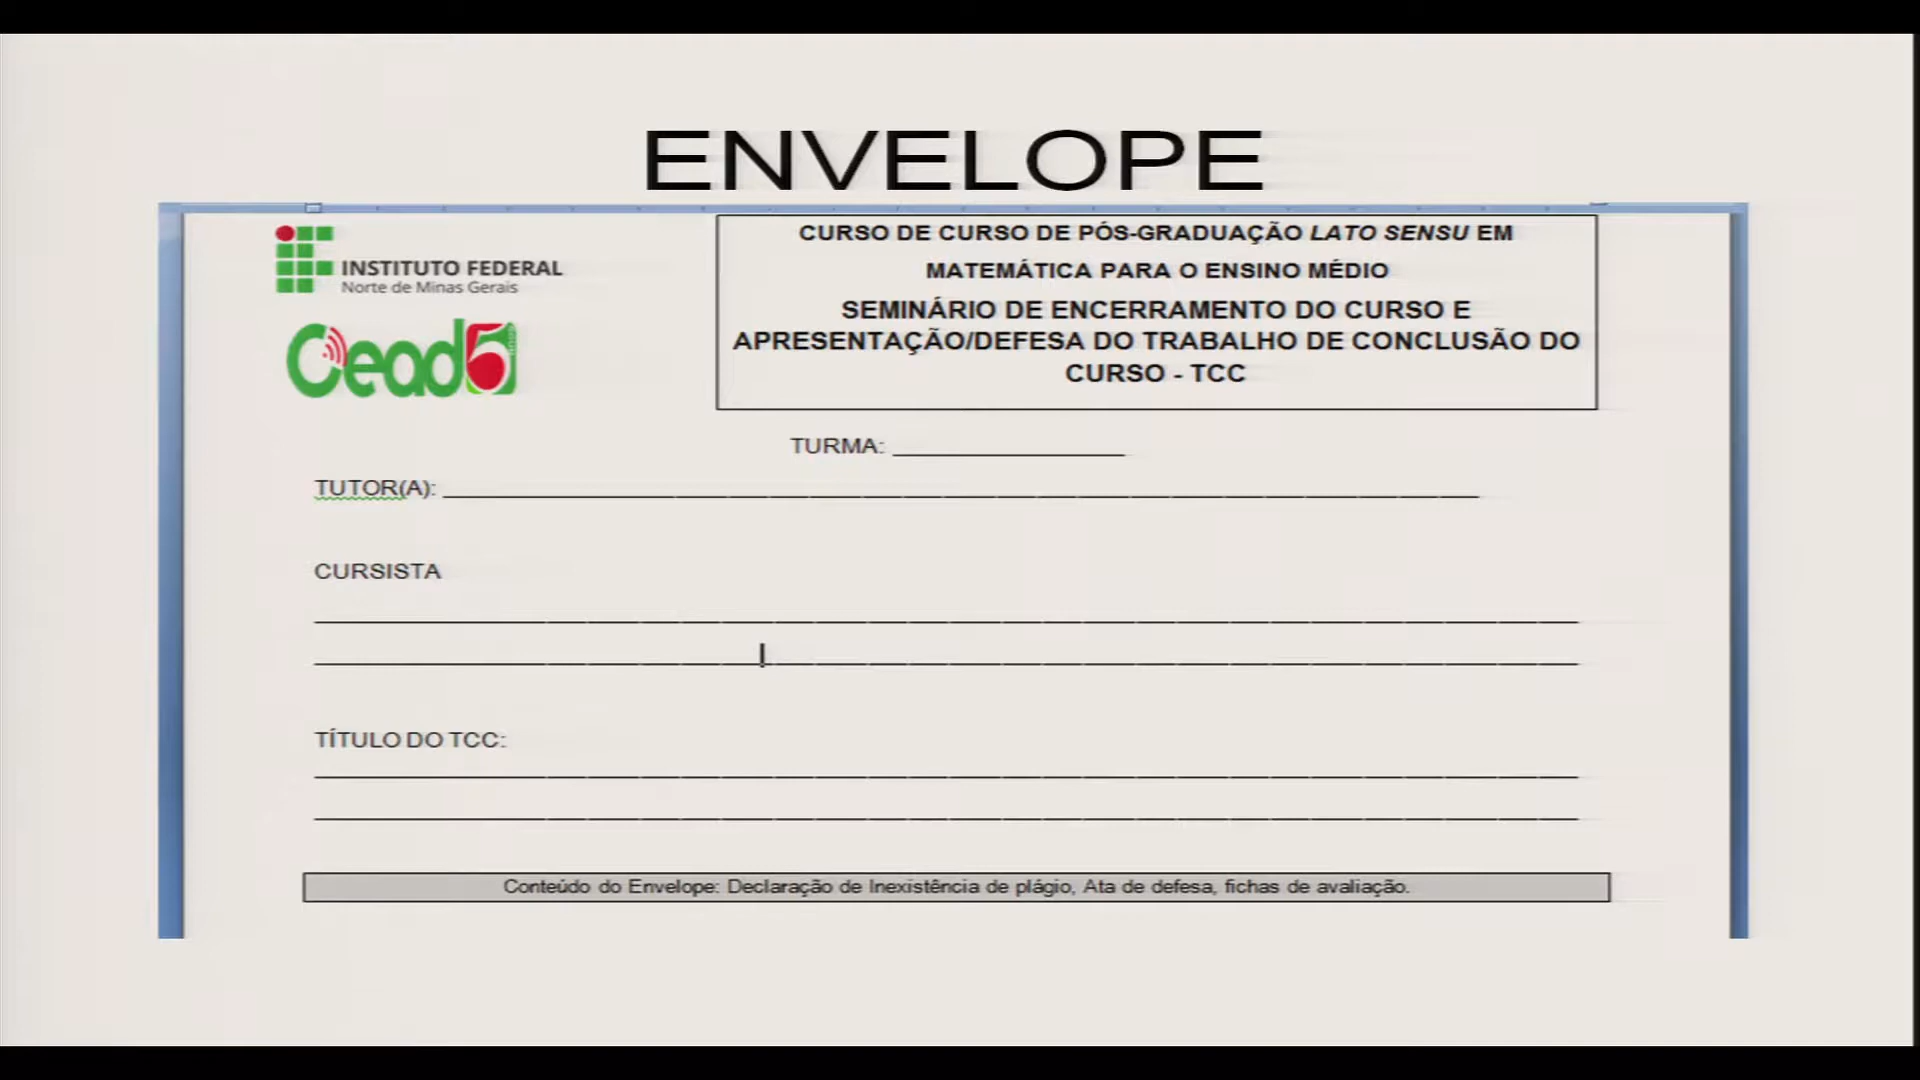 ENVELOPE
INSTITUTO FEDERAL
Norte de Minas Gerais
Cead5
CURSO DE CURSO DE PÓS-GRADUAÇÃO LATO SENSU EM
MATEMÁTICA PARA O ENSINO MÉDIO
SEMINÁRIO DE ENCERRAMENTO DO CURSO E
APRESENTAÇÃO/DEFESA DO TRABALHO DE CONCLUSÃO DO
CURSO - TCC
TURMA:
TUTOR(A):
CURSISTA
TÍTULO DO TCC:
Conteúdo do Envelope: Declaração de Inexistência de plágio, Ata de defesa, fichas de avaliação.